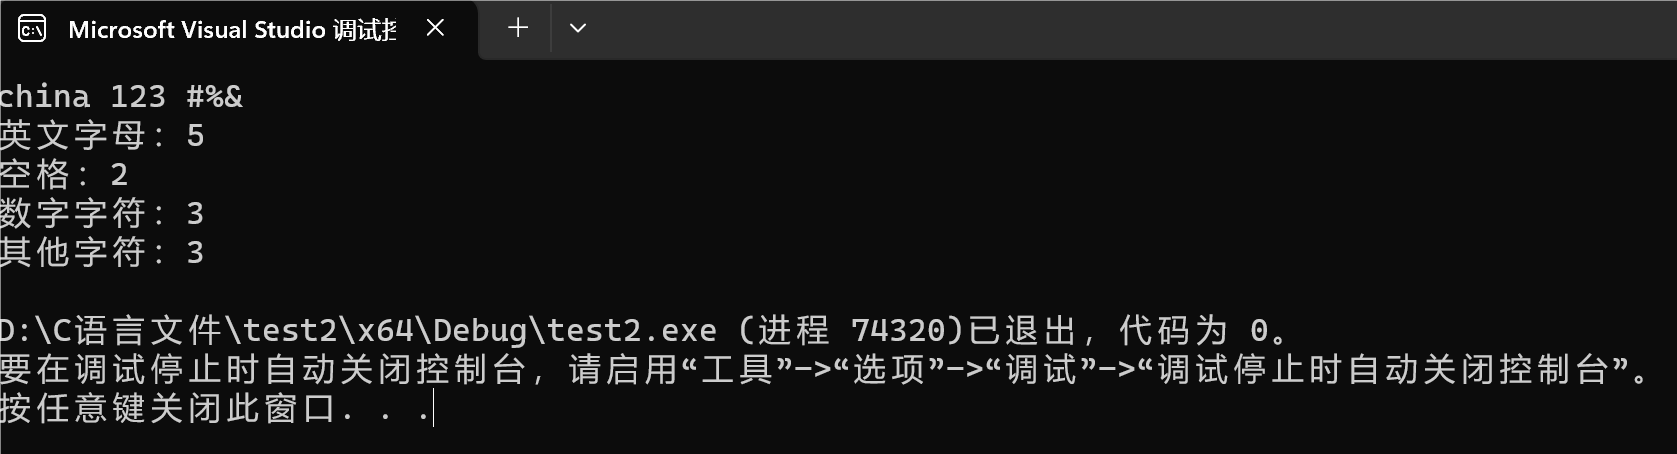 Microsoft Visual Studio 调试
china 123 #%&
英文字母：5
空格：2
数字字符：3
其他字符：3
D:\C语言文件\test2\x64\Debug\test2.exe (进程 74320)已退出，代码为 0。
要在调试停止时自动关闭控制台，请启用“工具”->“选项”->“调试”->“调试停止时自动关闭控制台”。
按任意键关闭此窗口. . .